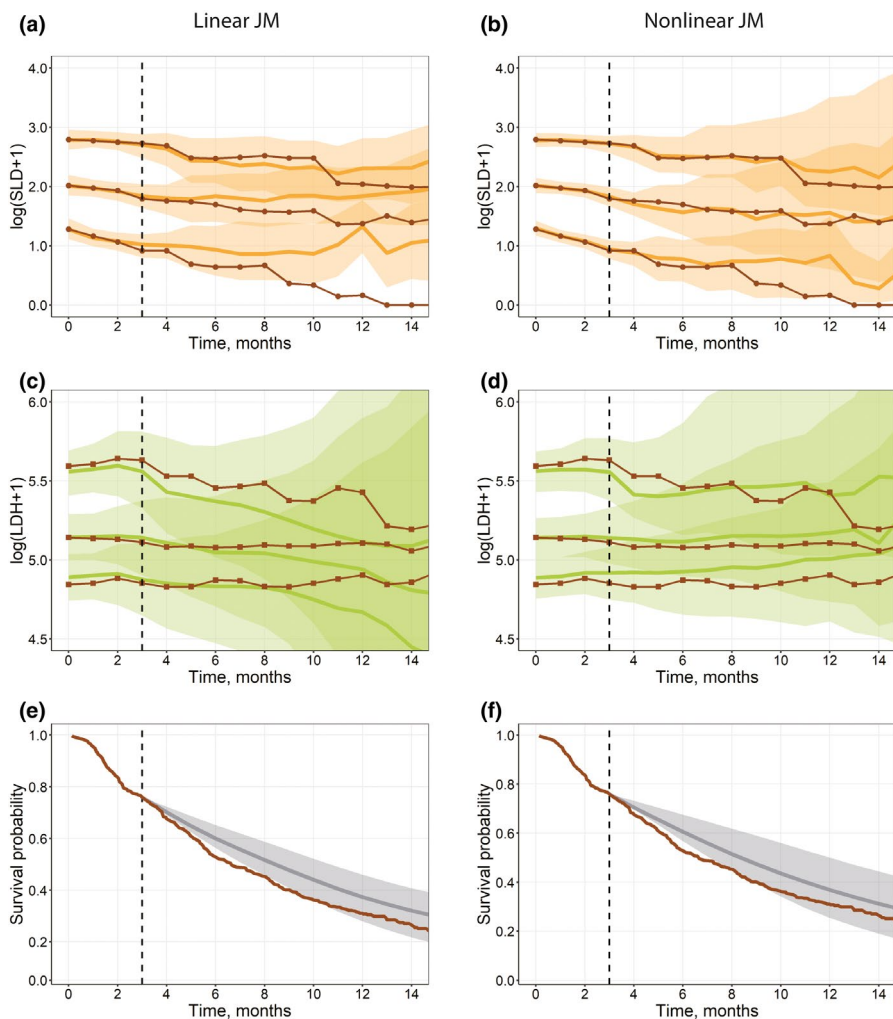 (a) Linear JM
(b) Nonlinear JM
log(SLD+1)
4.0
3.0
2.0
1.0
0.0
0 2 4 6 8 10 12 14
Time, months
log(SLD+1)
4.0
3.0
2.0
1.0
0.0
0 2 4 6 8 10 12 14
Time, months
(c)
log(LDH+1)
6.0
5.5
5.0
4.5
0 2 4 6 8 10 12 14
Time, months
(d)
log(LDH+1)
6.0
5.5
5.0
4.5
0 2 4 6 8 10 12 14
Time, months
(e)
Survival probability
1.0
0.8
0.6
0.4
0.2
0.0
0 2 4 6 8 10 12 14
Time, months
(f)
Survival probability
1.0
0.8
0.6
0.4
0.2
0.0
0 2 4 6 8 10 12 14
Time, months